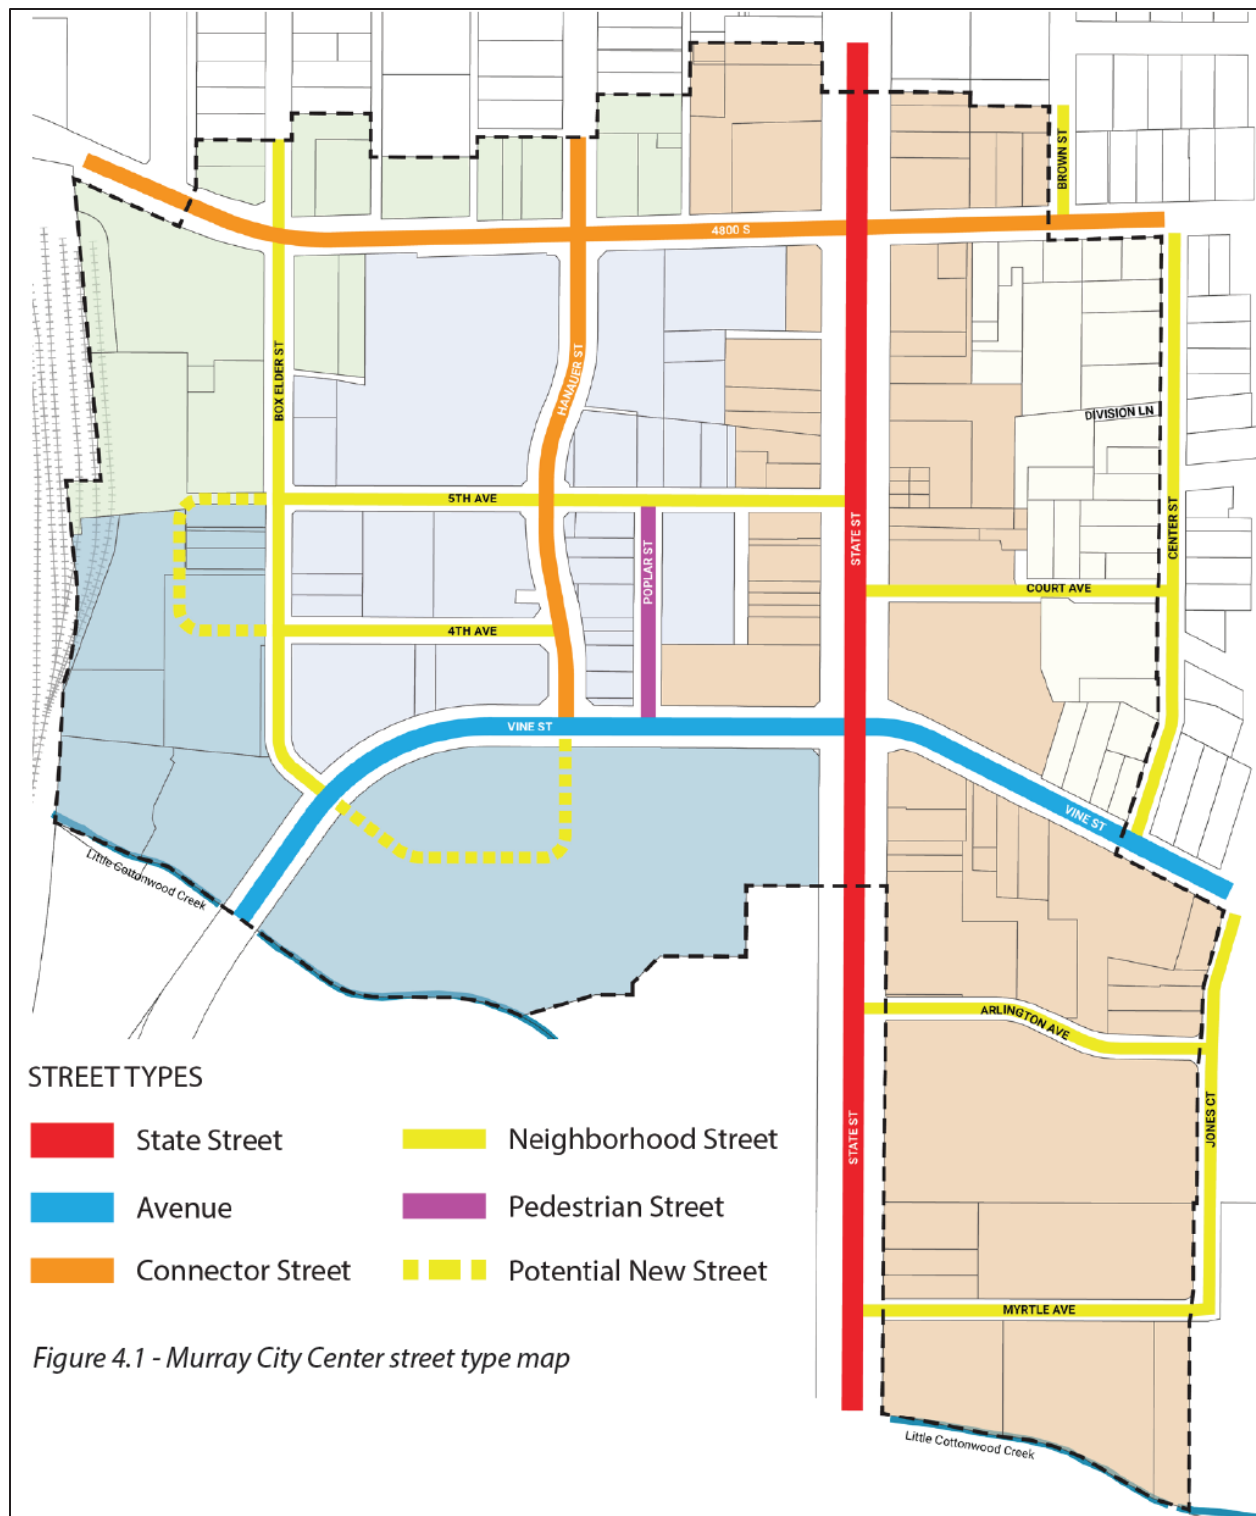 BROWN ST
4800 S
BOX ELDER ST
HANAUER ST
DIVISION LN
5TH AVE
STATE ST
CENTER ST
POPLAR ST
COURT AVE
4TH AVE
VINE ST
VINE ST
Little Cottonwood Creek
ARLINGTON AVE
JONES CT
STATE ST
MYRTLE AVE
Little Cottonwood Creek
STREET TYPES
State Street
Neighborhood Street
Avenue
Pedestrian Street
Connector Street
Potential New Street
Figure 4.1 - Murray City Center street type map